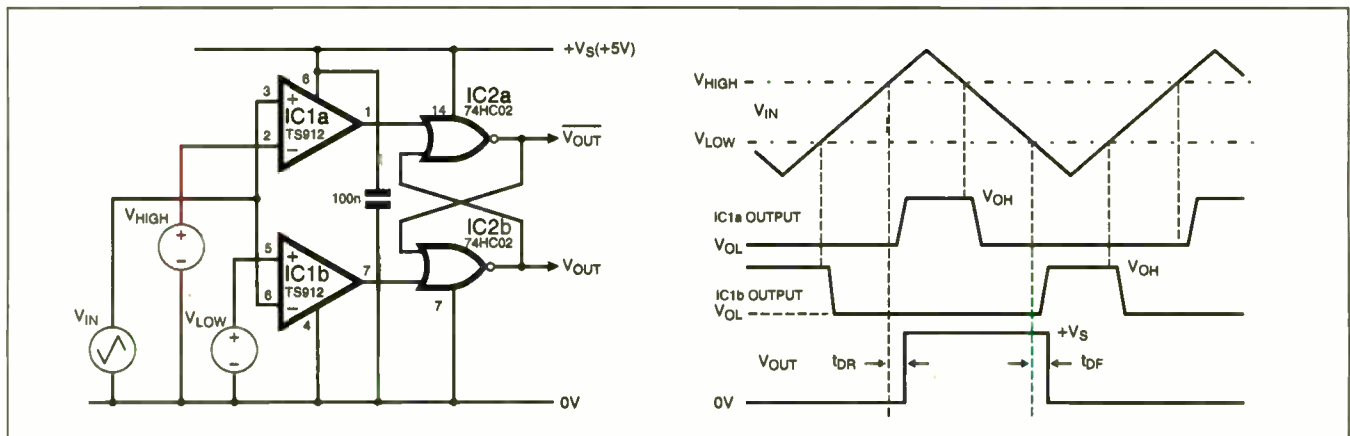 +VS(+5V)
6
3
+
IC1a
TS912
2
−
1
14
IC2a
74HC02
VOUT
100n
VHIGH
+
−
5
+
IC1b
TS912
6
−
7
4
IC2b
74HC02
7
VOUT
VIN
VLOW
+
−
0V
VHIGH
VIN
VLOW
IC1a OUTPUT
VOH
VOL
IC1b OUTPUT
VOH
VOL
VOUT
tDR
+VS
tDF
0V